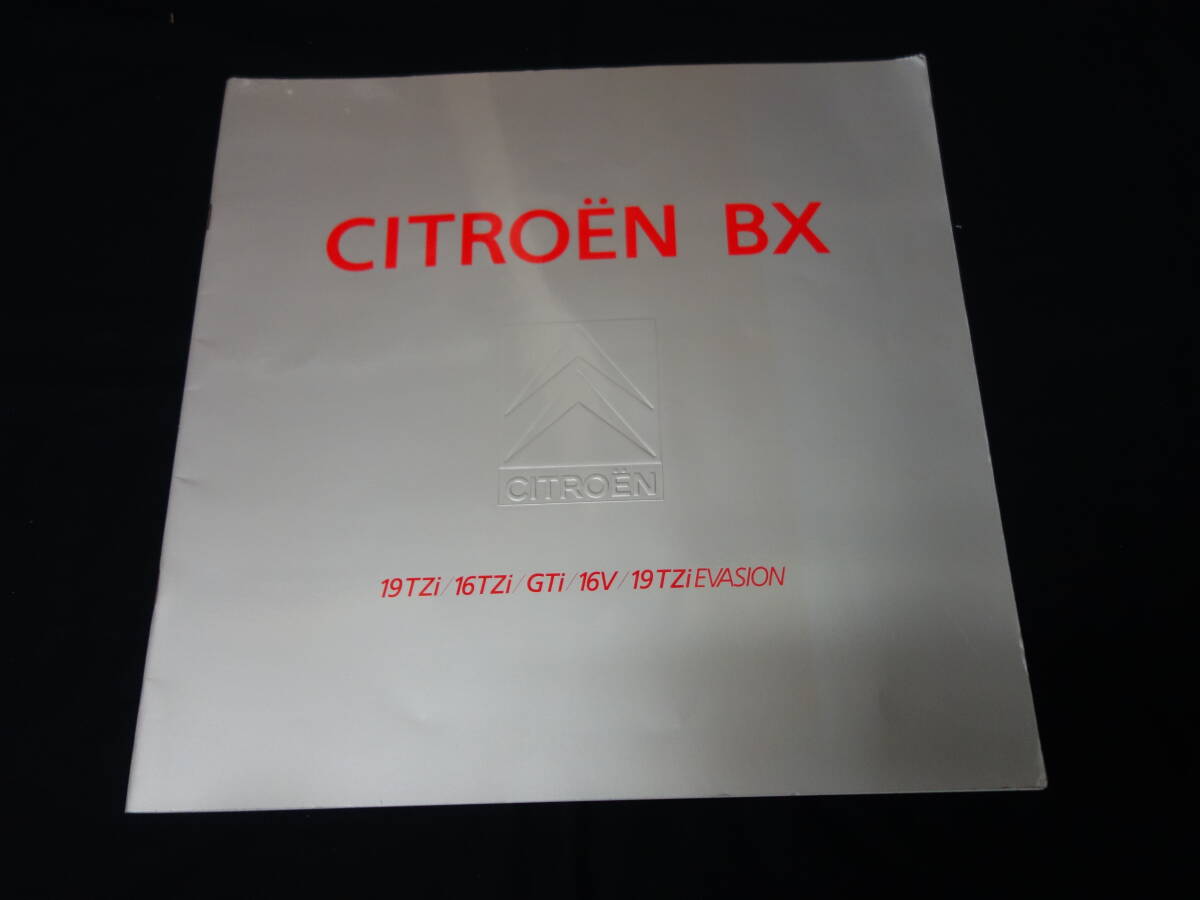 CITROËN BX
CITROËN
19TZi/16TZi/GTi/16V/19TZi EVASION